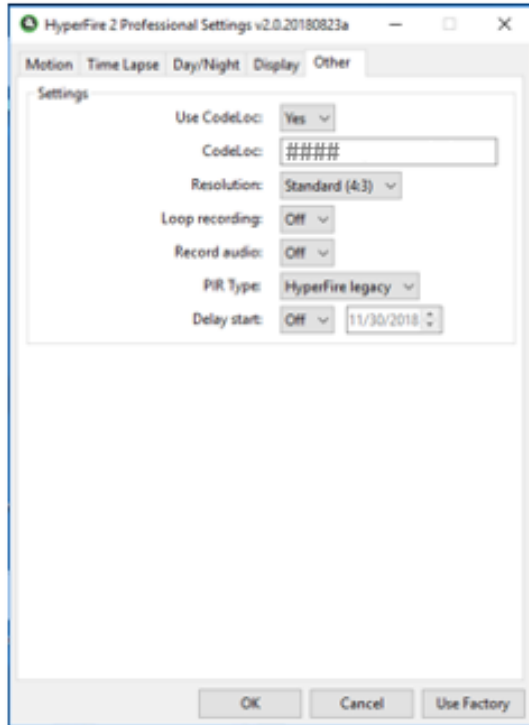 HyperFire 2 Professional Settings v2.0.20180823a
Motion Time Lapse Day/Night Display Other
Settings
Use CodeLoc: Yes
CodeLoc: ####
Resolution: Standard (4:3)
Loop recording: Off
Record audio: Off
PIR Type: HyperFire legacy
Delay start: Off 11/30/2018
OK Cancel Use Factory